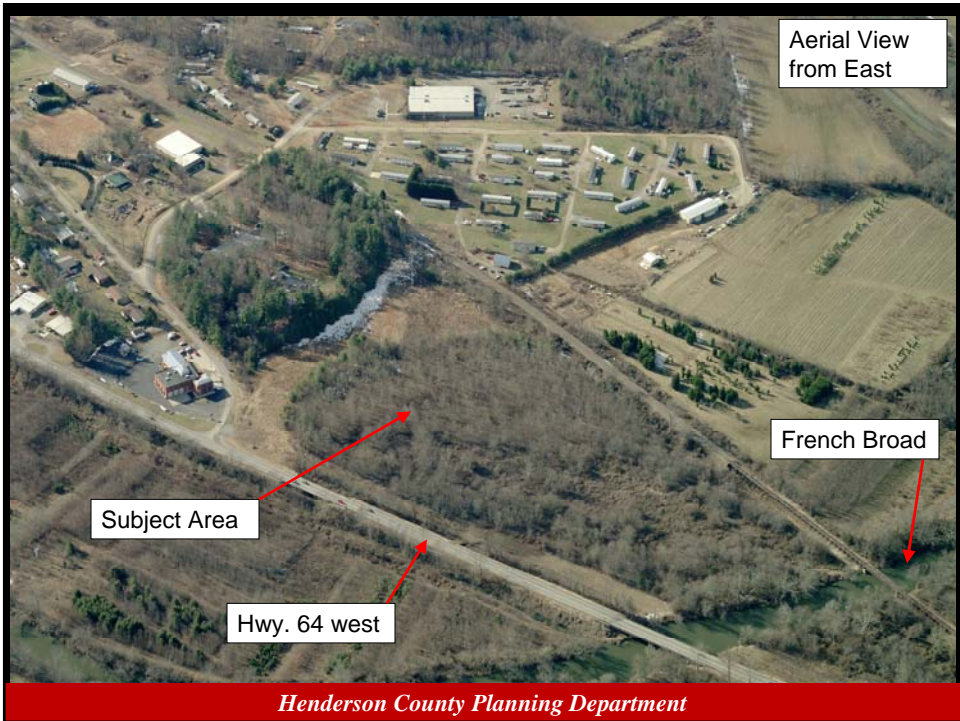 Aerial View
from East
French Broad
Subject Area
Hwy. 64 west
Henderson County Planning Department